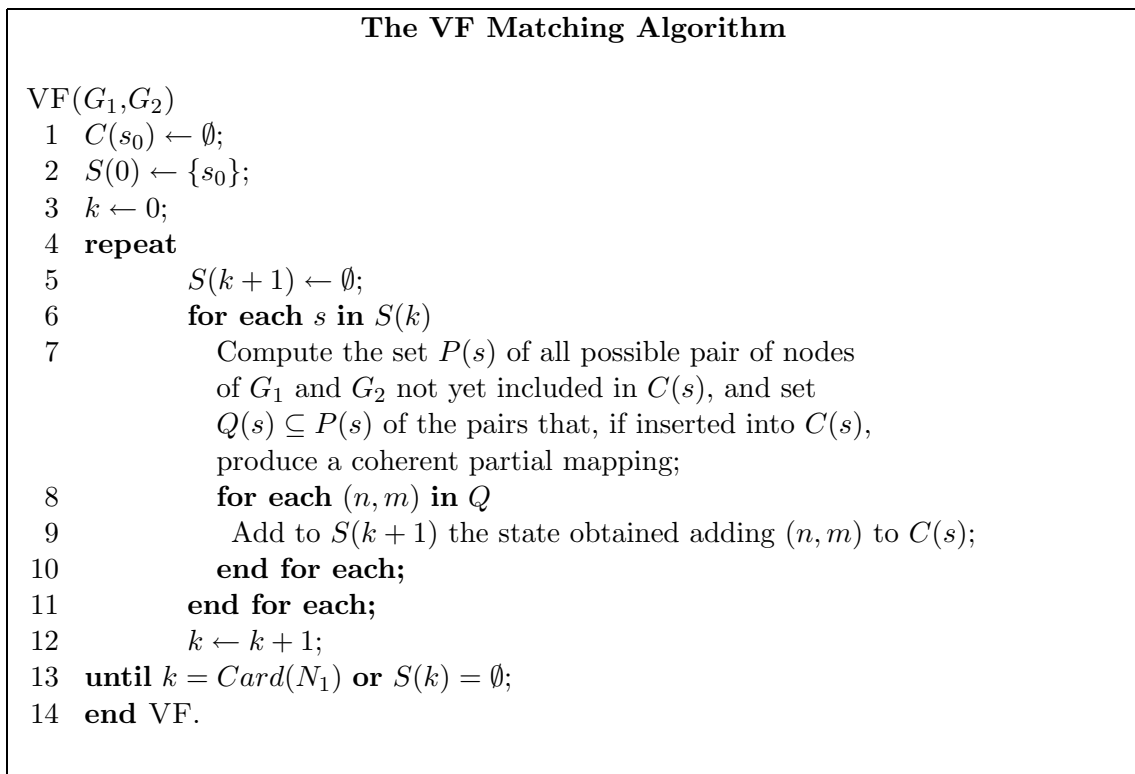 The VF Matching Algorithm
VF(G₁,G₂)
1 C(s₀) ← ∅;
2 S(0) ← {s₀};
3 k ← 0;
4 repeat
5 S(k + 1) ← ∅;
6 for each s in S(k)
7 Compute the set P(s) of all possible pair of nodes
of G₁ and G₂ not yet included in C(s), and set
Q(s) ⊆ P(s) of the pairs that, if inserted into C(s),
produce a coherent partial mapping;
8 for each (n, m) in Q
9 Add to S(k + 1) the state obtained adding (n, m) to C(s);
10 end for each;
11 end for each;
12 k ← k + 1;
13 until k = Card(N₁) or S(k) = ∅;
14 end VF.